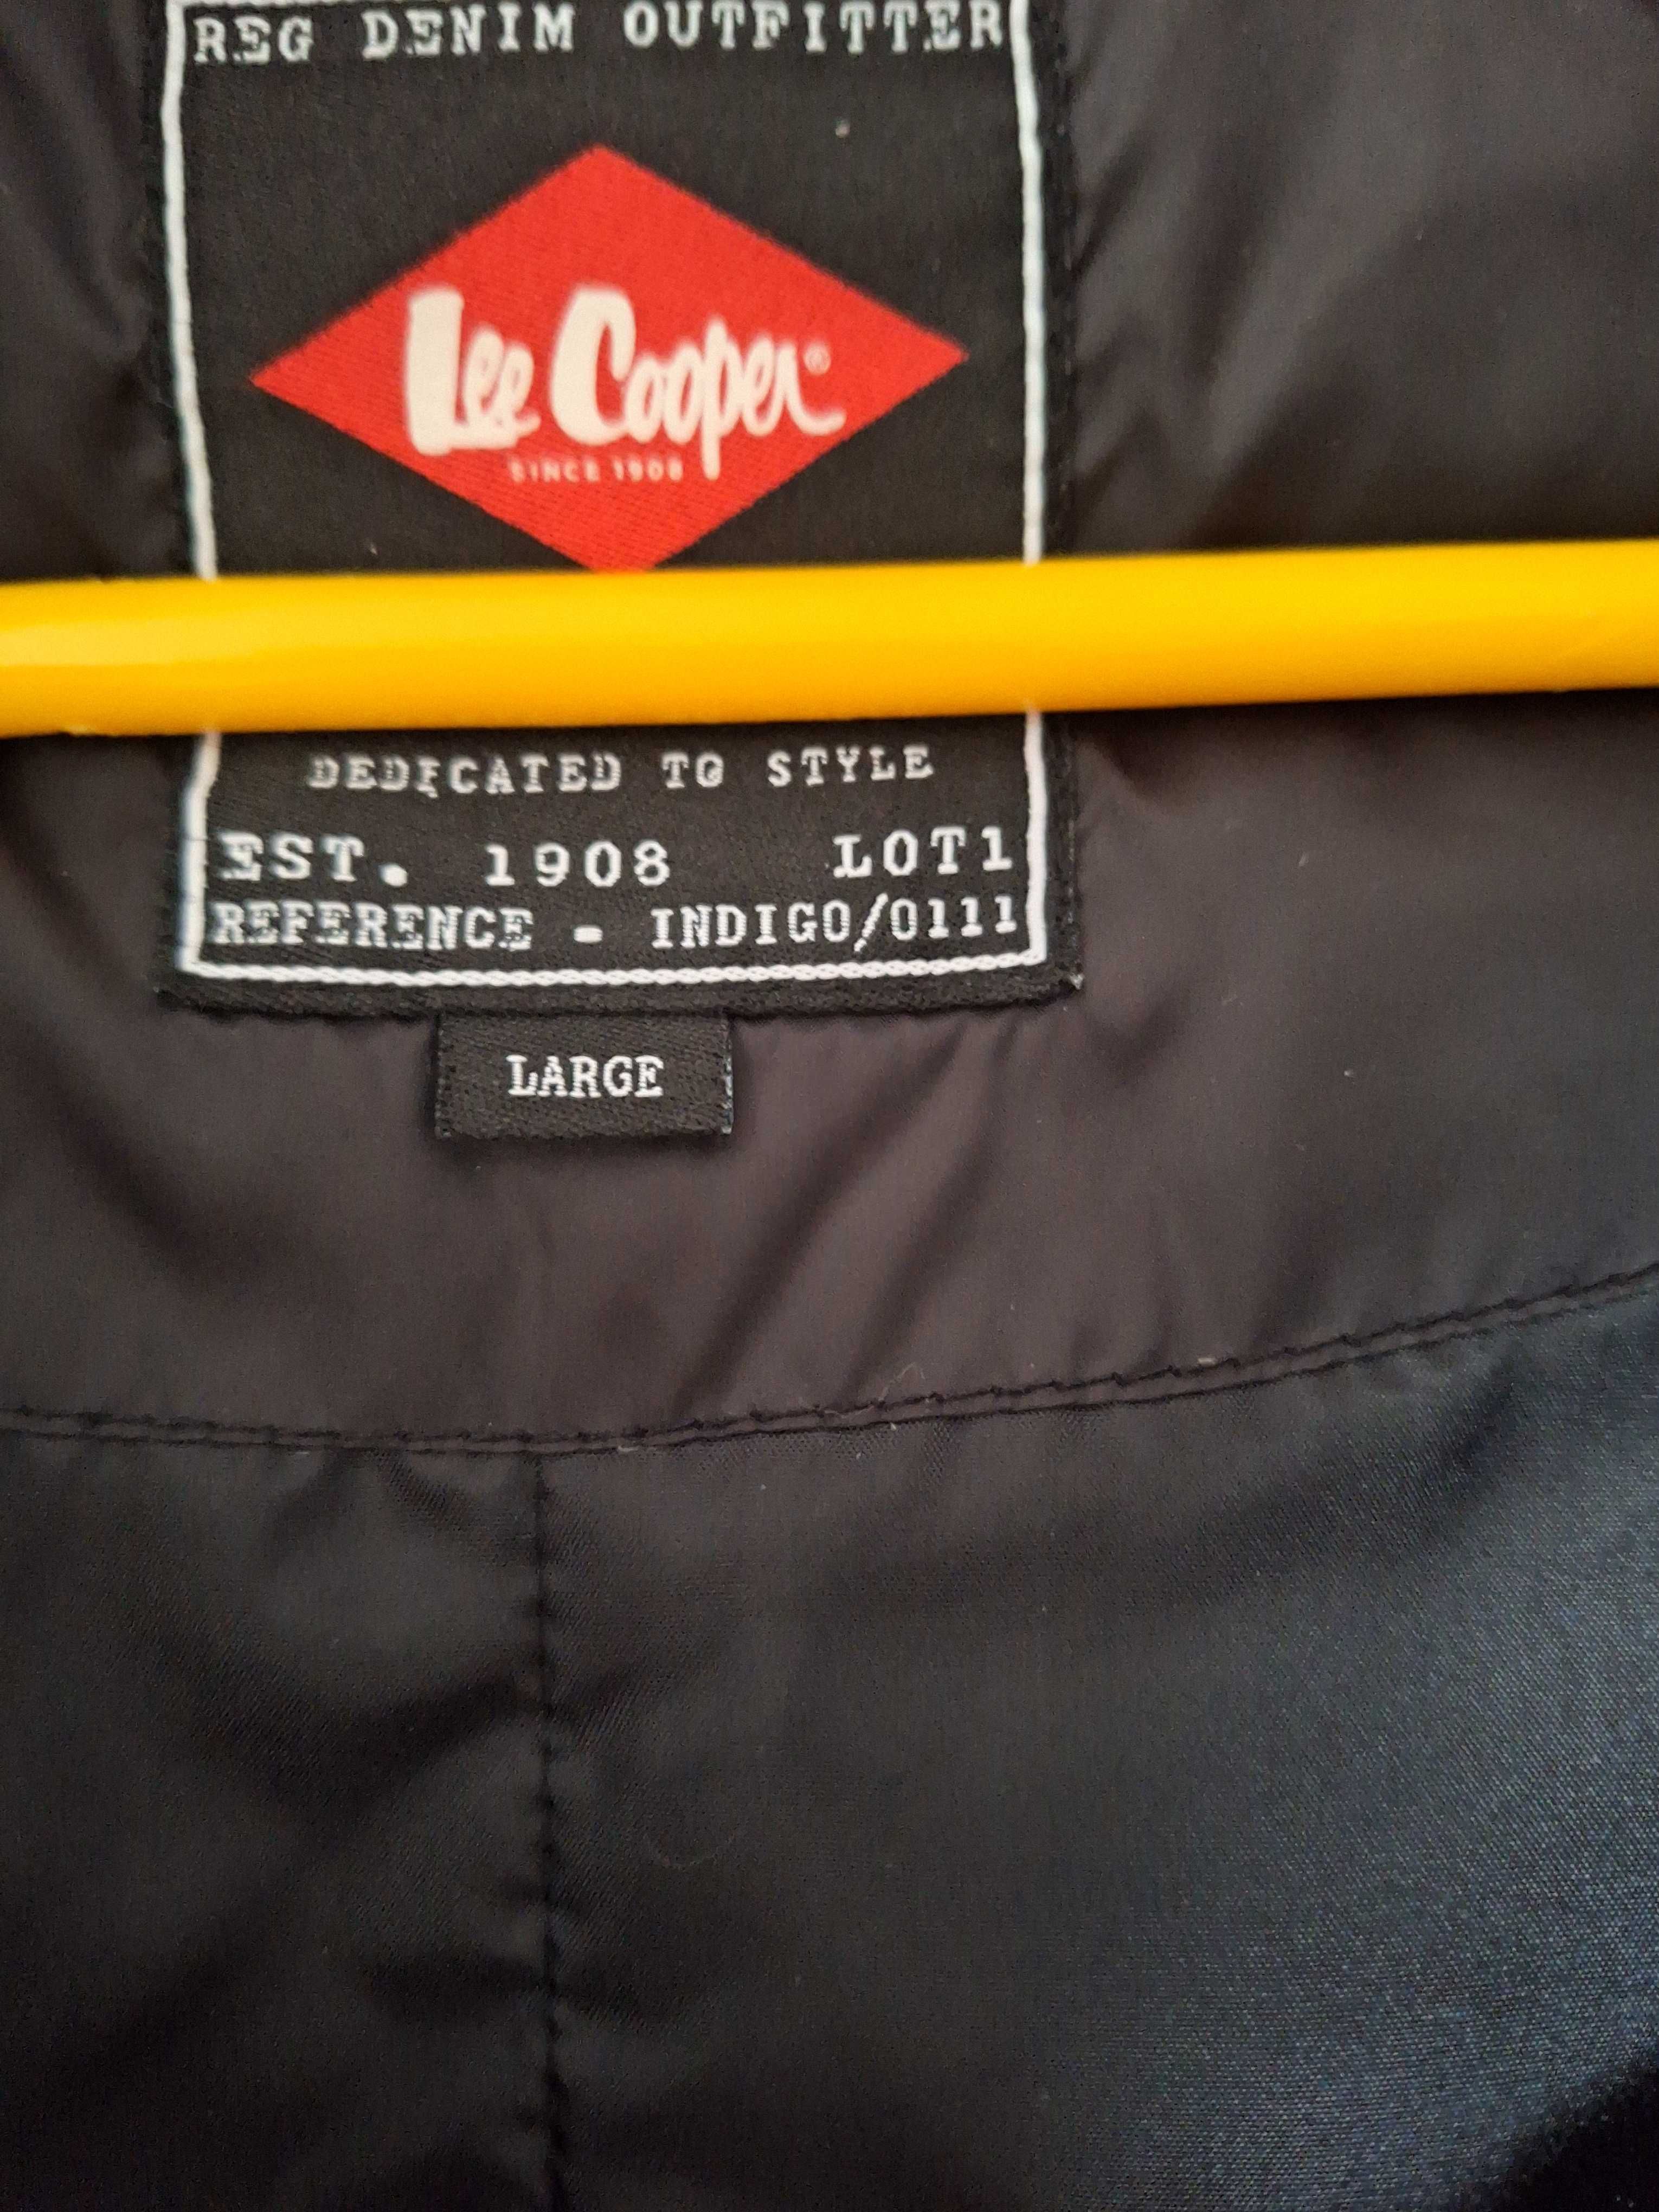 REG DENIM OUTFITTER
Lee Cooper®
SINCE 1908
DEDICATED TO STYLE
EST. 1908 LOT1
REFERENCE - INDIGO/0111
LARGE